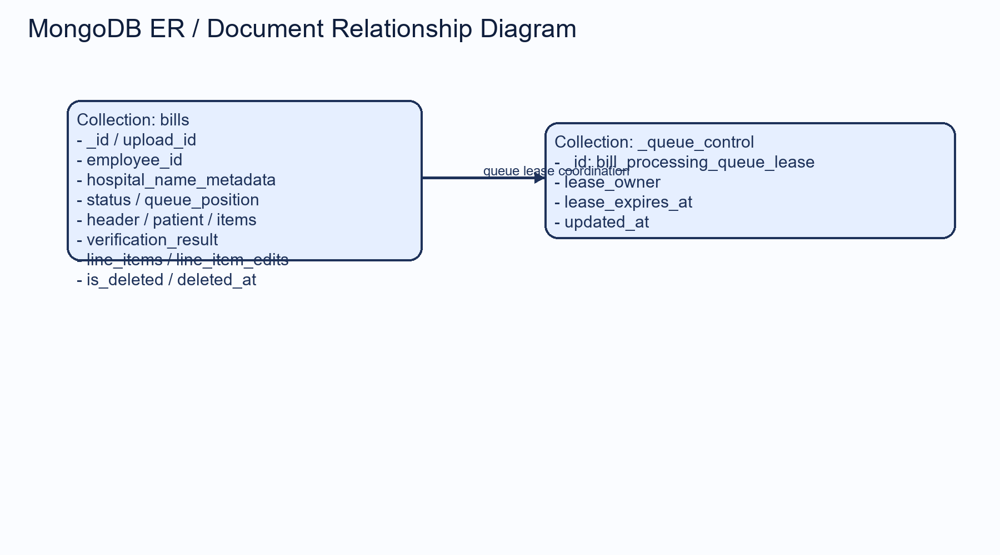 MongoDB ER / Document Relationship Diagram
Collection: bills
- _id / upload_id
- employee_id
- hospital_name_metadata
- status / queue_position
- header / patient / items
- verification_result
- line_items / line_item_edits
- is_deleted / deleted_at
queue lease coordination
Collection: _queue_control
- _id: bill_processing_queue_lease
- lease_owner
- lease_expires_at
- updated_at